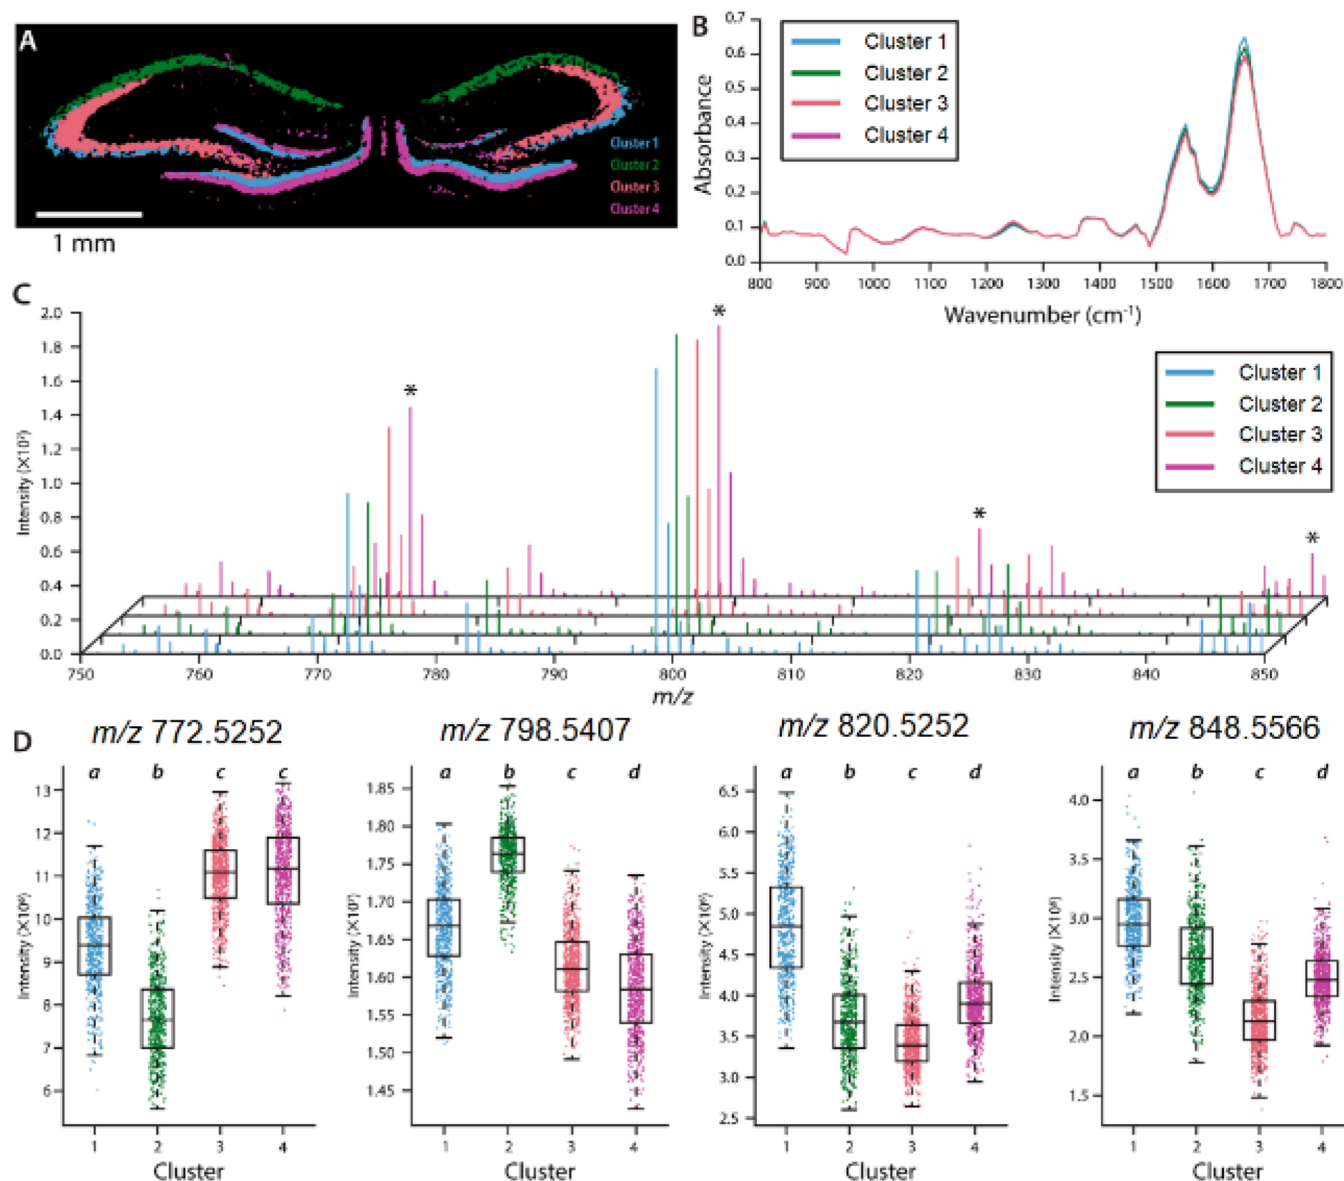 A
Cluster 1
Cluster 2
Cluster 3
Cluster 4
1 mm
B
Cluster 1
Cluster 2
Cluster 3
Cluster 4
Absorbance
0.7
0.6
0.5
0.4
0.3
0.2
0.1
0.0
800 900 1000 1100 1200 1300 1400 1500 1600 1700 1800
Wavenumber (cm⁻¹)
C
Cluster 1
Cluster 2
Cluster 3
Cluster 4
Intensity (×10⁷)
2.0
1.8
1.6
1.4
1.2
1.0
0.8
0.6
0.4
0.2
0.0
* * * *
750 760 770 780 790 800 810 820 830 840 850
m/z
D
m/z 772.5252
a b c c
Intensity (×10⁶)
13
12
11
10
9
8
7
6
1 2 3 4
Cluster
m/z 798.5407
a b c d
1.85
1.80
1.75
1.70
1.65
1.60
1.55
1.50
1.45
1 2 3 4
Cluster
m/z 820.5252
a b c d
Intensity (×10⁶)
6.5
6.0
5.5
5.0
4.5
4.0
3.5
3.0
2.5
1 2 3 4
Cluster
m/z 848.5566
a b c d
Intensity (×10⁶)
4.0
3.5
3.0
2.5
2.0
1.5
1 2 3 4
Cluster